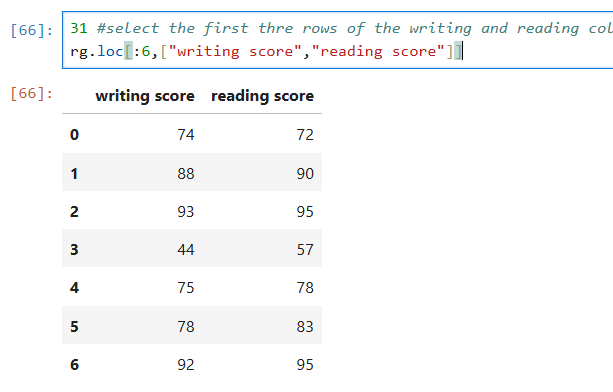 [66]: 31 #select the first thre rows of the writing and reading col
rg.loc[:6,["writing score","reading score"]]
[66]:
writing score reading score
0 74 72
1 88 90
2 93 95
3 44 57
4 75 78
5 78 83
6 92 95